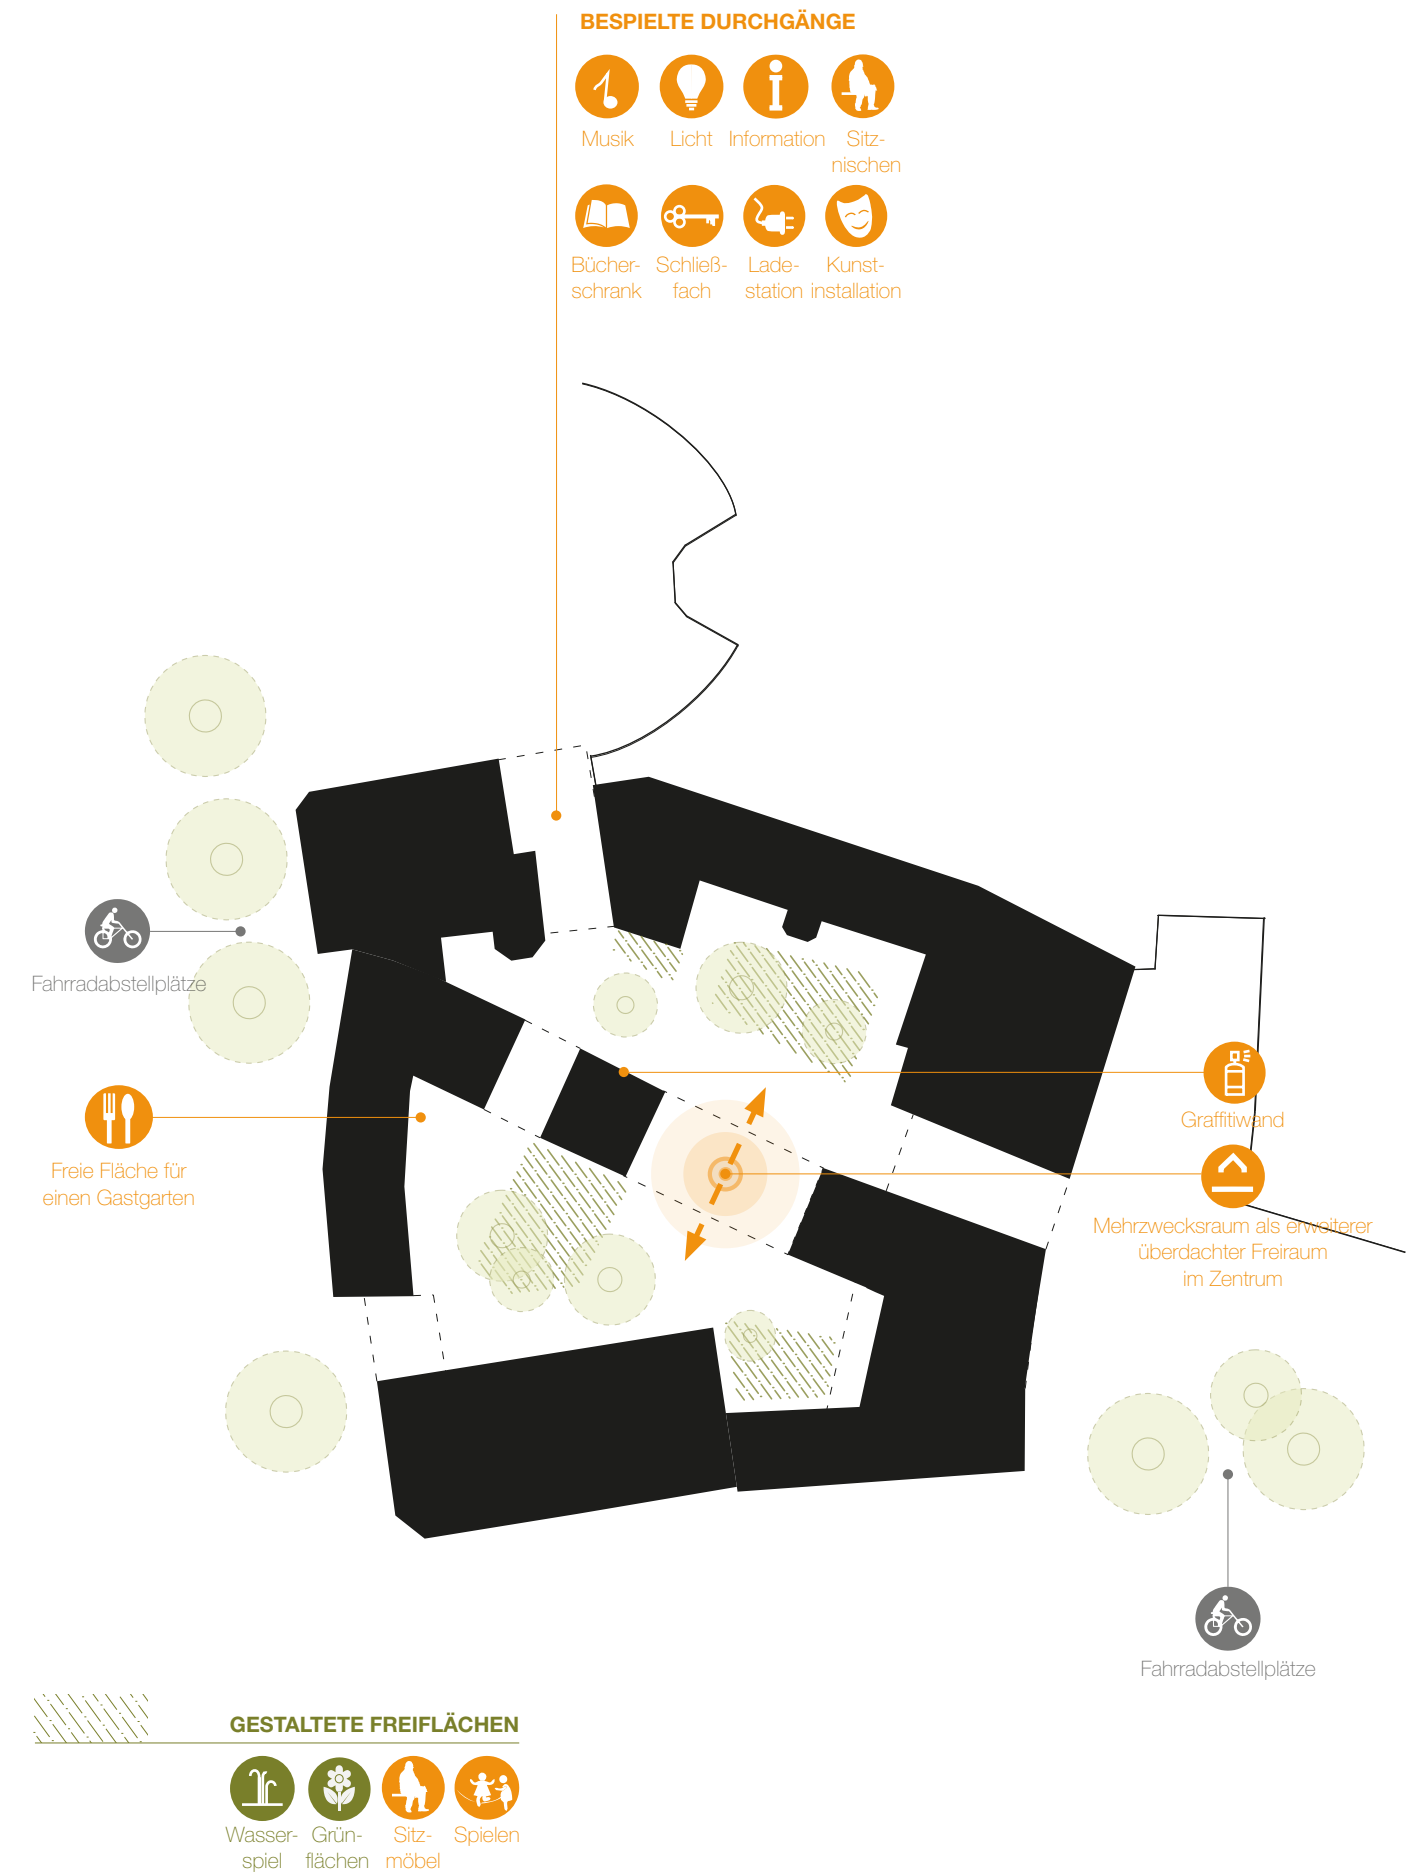 BESPIELTE DURCHGÄNGE
Musik Licht Information Sitz-
nischen
Bücher- Schließ- Lade- Kunst-
schrank fach station installation
Fahrradabstellplätze
Graffitiwand
Freie Fläche für
einen Gastgarten
Mehrzwecksraum als erweiterer
überdachter Freiraum
im Zentrum
Fahrradabstellplätze
GESTALTETE FREIFLÄCHEN
Wasser- Grün- Sitz- Spielen
spiel flächen möbel